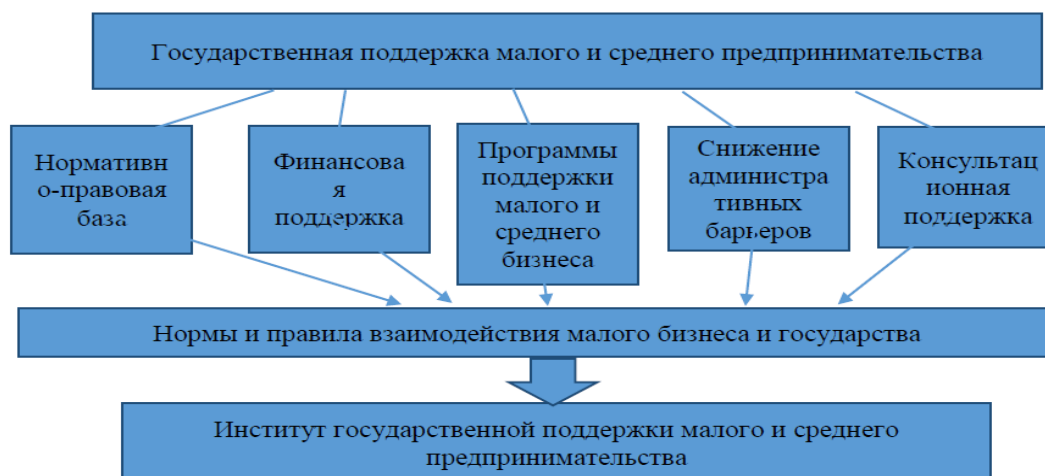 Государственная поддержка малого и среднего предпринимательства
Нормативн
о-правовая
база
Финансова
я
поддержка
Программы
поддержки
малого и
среднего
бизнеса
Снижение
администра
тивных
барьеров
Консультац
ионная
поддержка
Нормы и правила взаимодействия малого бизнеса и государства
Институт государственной поддержки малого и среднего
предпринимательства